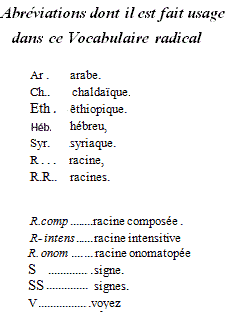 Abréviations dont il est fait usage
dans ce Vocabulaire radical
Ar . arabe.
Ch.. chaldaïque.
Eth . êthiopique.
Héb. hébreu,
Syr. syriaque.
R . . . racine,
R.R.. racines.
R.comp ........racine composée .
R- intens ......racine intensitive
R. onom ....... racine onomatopée
S ............. .signe.
SS .............. signes.
V ................ .voyez